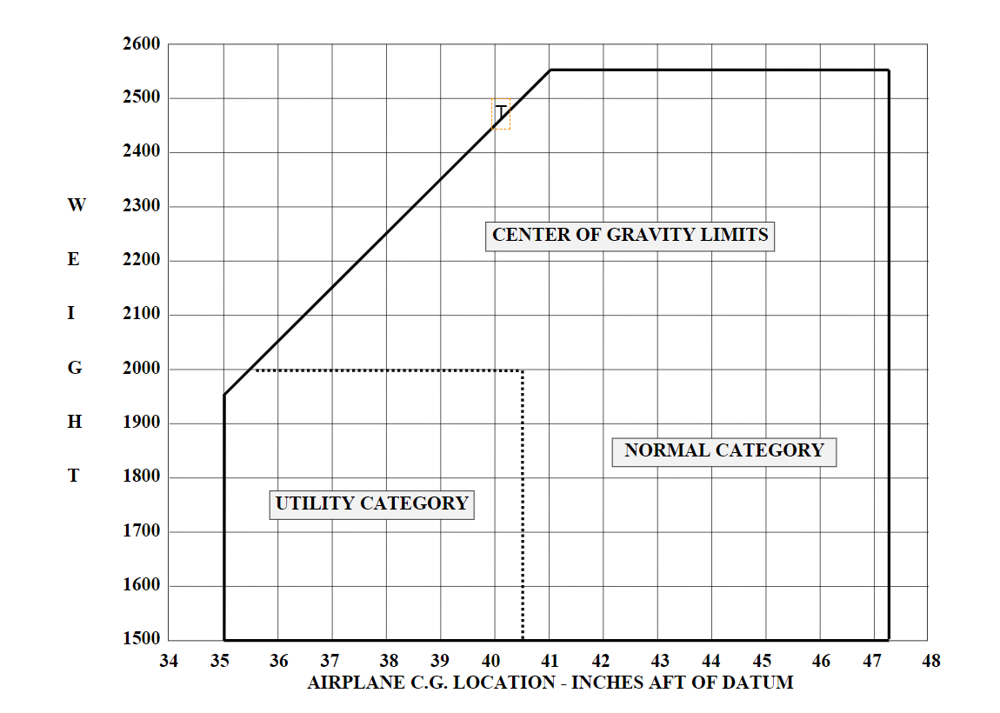 2600
2500
T
2400
W 2300
CENTER OF GRAVITY LIMITS
E 2200
I 2100
G 2000
H 1900
NORMAL CATEGORY
T 1800
UTILITY CATEGORY
1700
1600
1500
34 35 36 37 38 39 40 41 42 43 44 45 46 47 48
AIRPLANE C.G. LOCATION - INCHES AFT OF DATUM